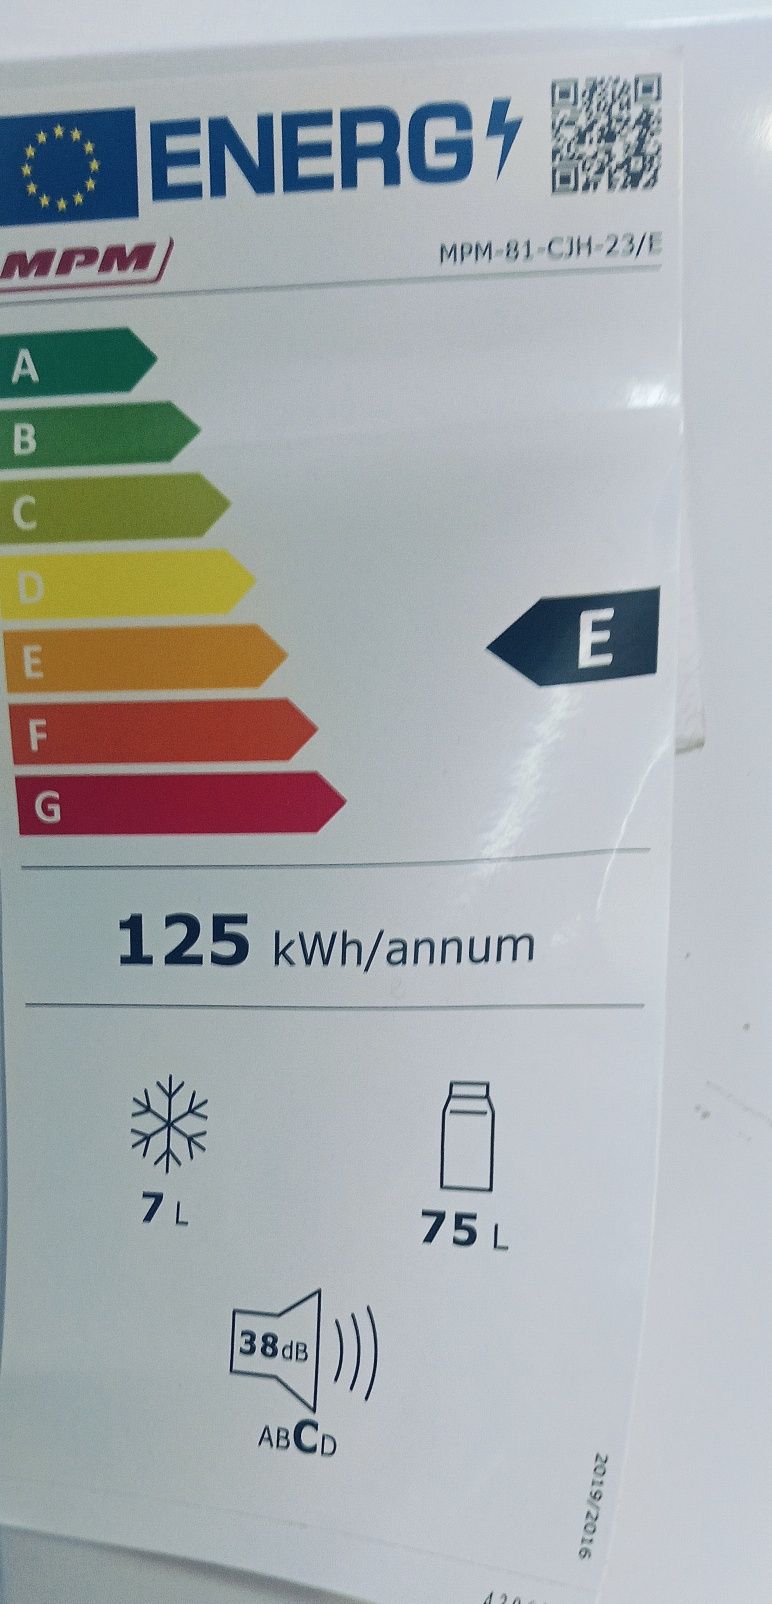 ENERG
MPM
MPM-81-CJH-23/E
A
B
C
D
E
E
F
G
125 kWh/annum
7 L
75 L
38dB
ABCD
2019/2016